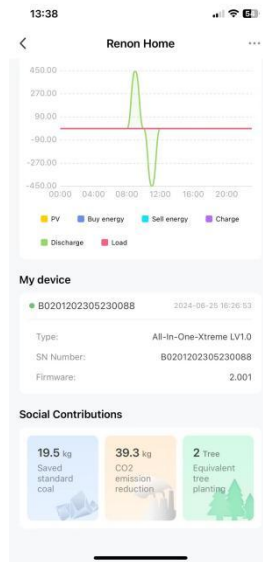 13:38
54
Renon Home
450.00
270.00
90.00
-90.00
-270.00
-450.00
00:00 04:00 08:00 12:00 16:00 20:00
PV Buy energy Sell energy Charge
Discharge Load
My device
B0201202305230088 2024-06-25 16:26:53
Type: All-In-One-Xtreme LV1.0
SN Number: B0201202305230088
Firmware: 2.001
Social Contributions
19.5 kg 39.3 kg 2 Tree
Saved CO2 Equivalent
standard emission tree
coal reduction planting